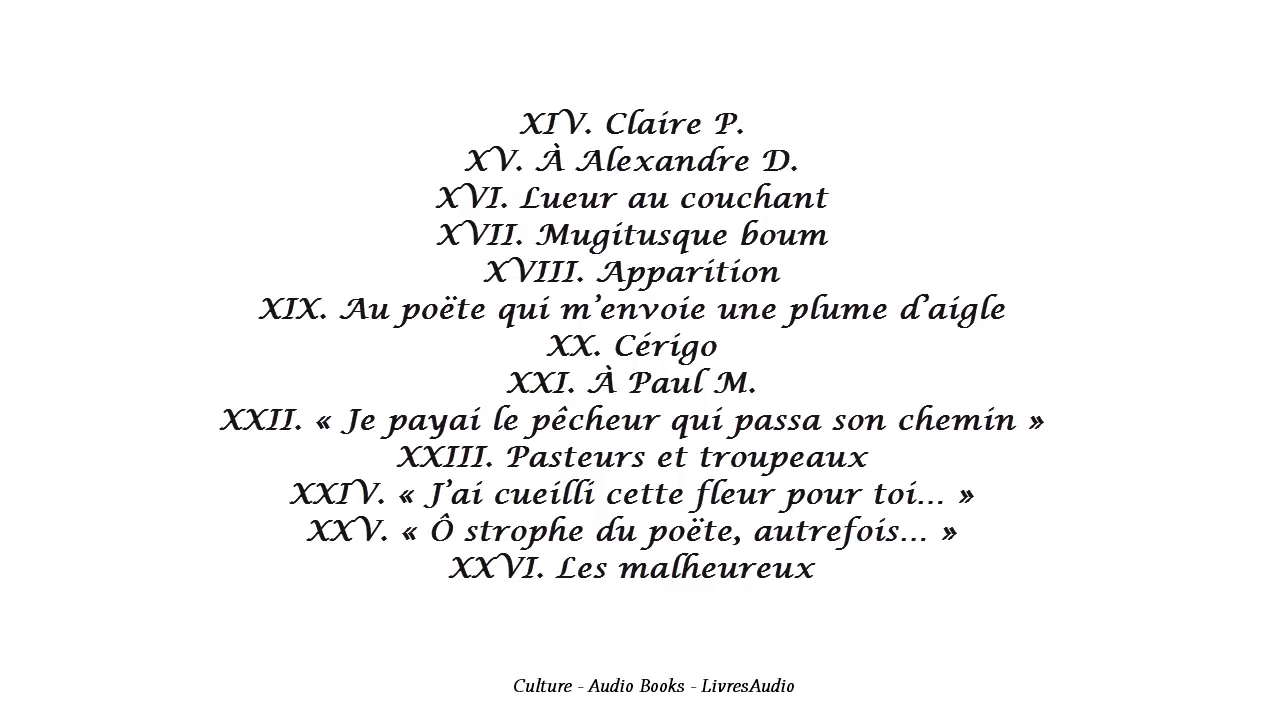 XIV. Claire P.
XV. À Alexandre D.
XVI. Lueur au couchant
XVII. Mugitusque boum
XVIII. Apparition
XIX. Au poëte qui m’envoie une plume d’aigle
XX. Cérigo
XXI. À Paul M.
XXII. « Je payai le pêcheur qui passa son chemin »
XXIII. Pasteurs et troupeaux
XXIV. « J’ai cueilli cette fleur pour toi... »
XXV. « Ô strophe du poëte, autrefois... »
XXVI. Les malheureux
Culture - Audio Books - LivresAudio